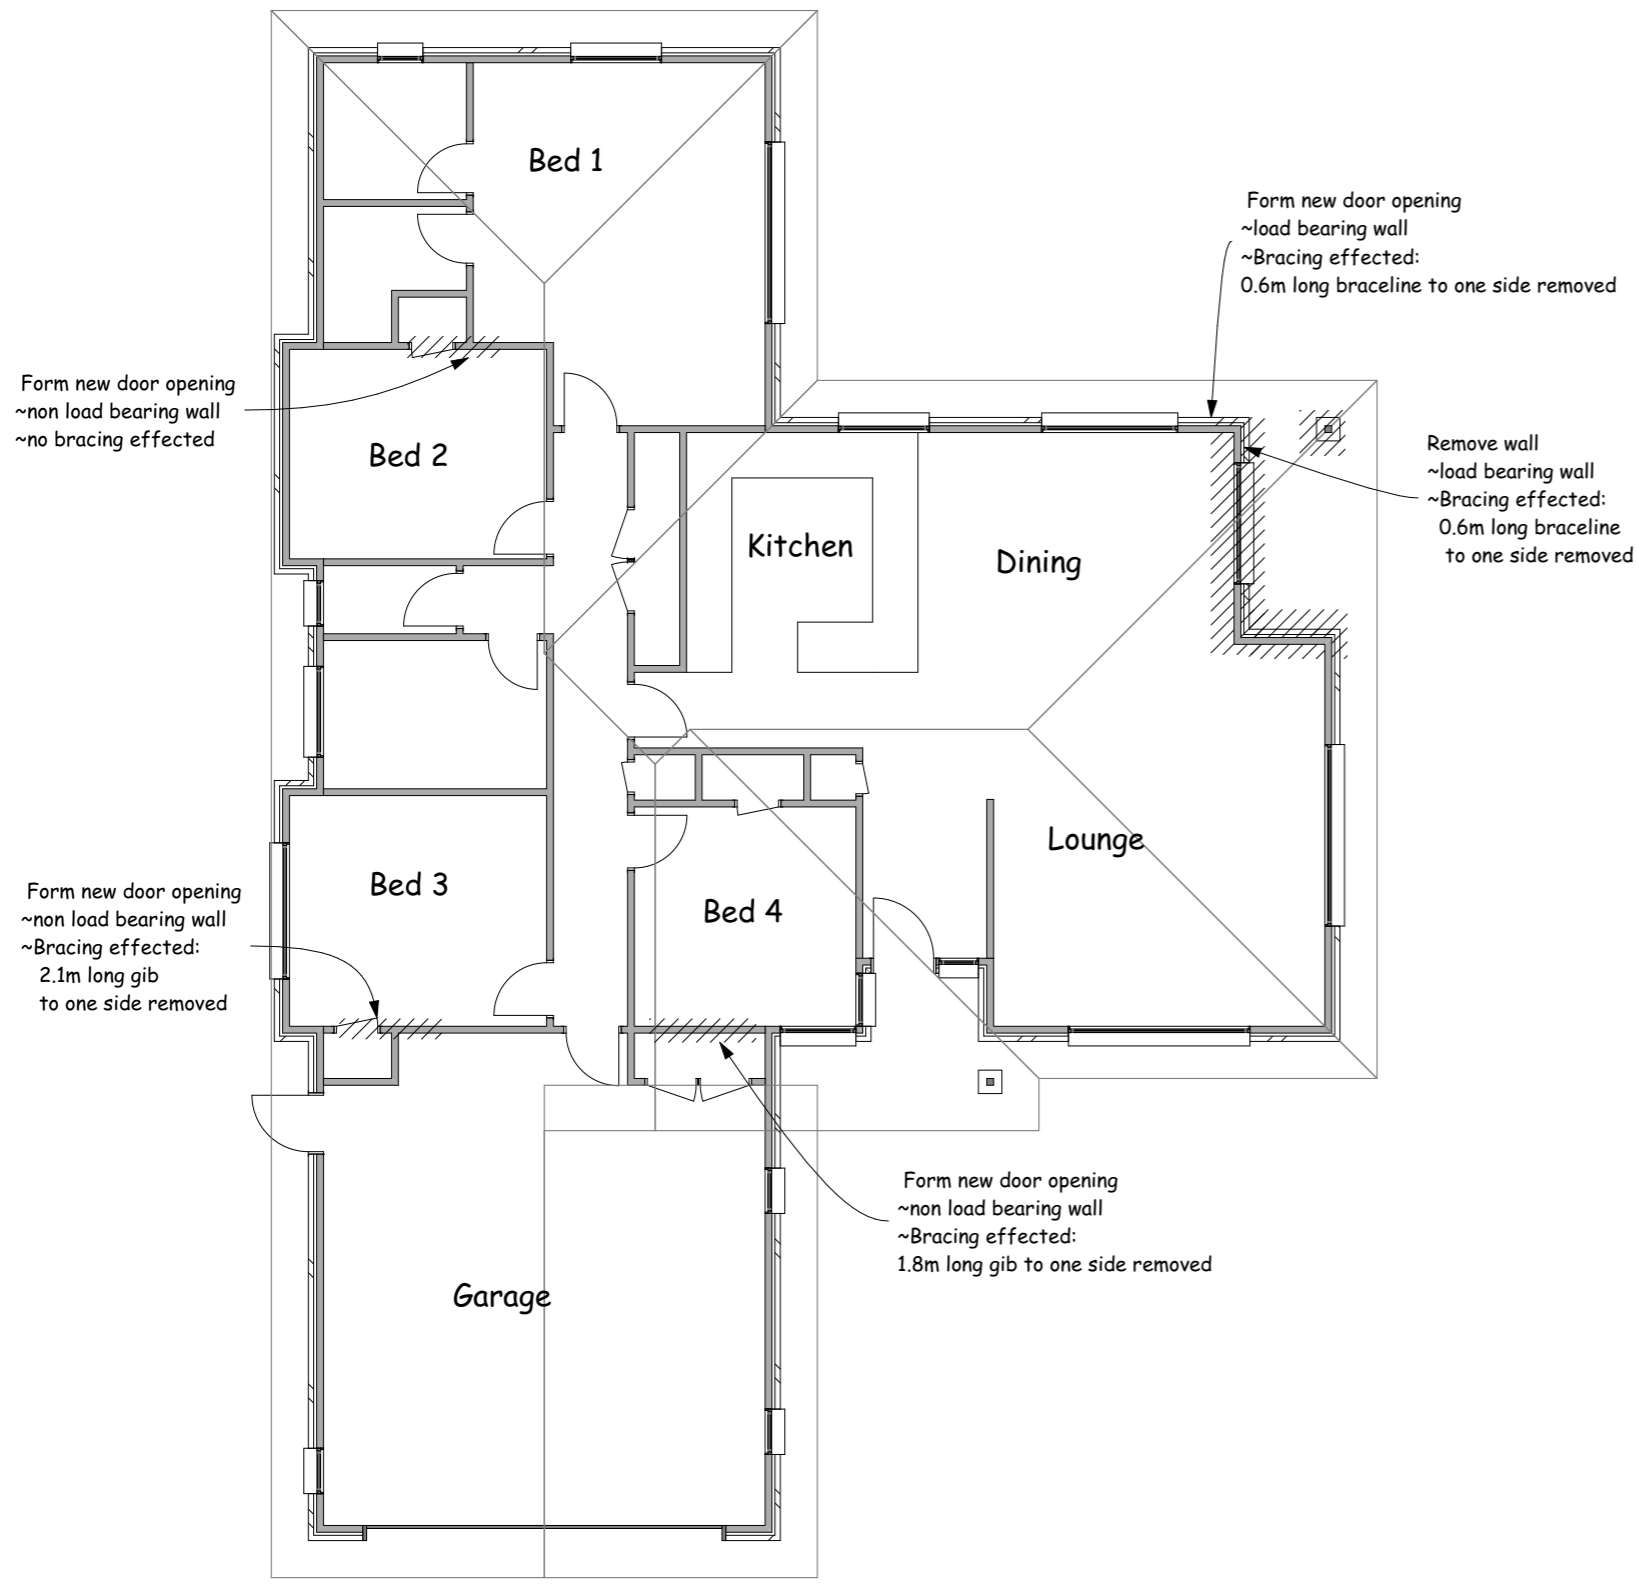 Bed 1
Form new door opening
~load bearing wall
~Bracing effected:
0.6m long braceline to one side removed
Form new door opening
~non load bearing wall
~no bracing effected
Bed 2
Remove wall
~load bearing wall
~Bracing effected:
0.6m long braceline
to one side removed
Kitchen
Dining
Lounge
Form new door opening
~non load bearing wall
~Bracing effected:
2.1m long gib
to one side removed
Bed 3
Bed 4
Form new door opening
~non load bearing wall
~Bracing effected:
1.8m long gib to one side removed
Garage